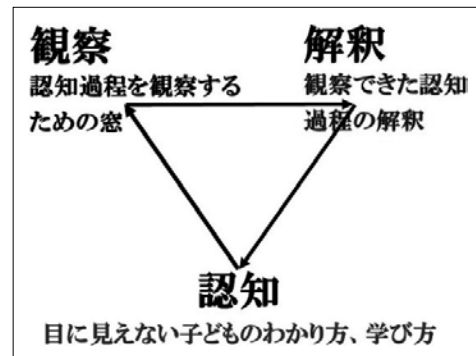 観察
認知過程を観察する
ための窓
解釈
観察できた認知
過程の解釈
認知
目に見えない子どものわかり方、学び方